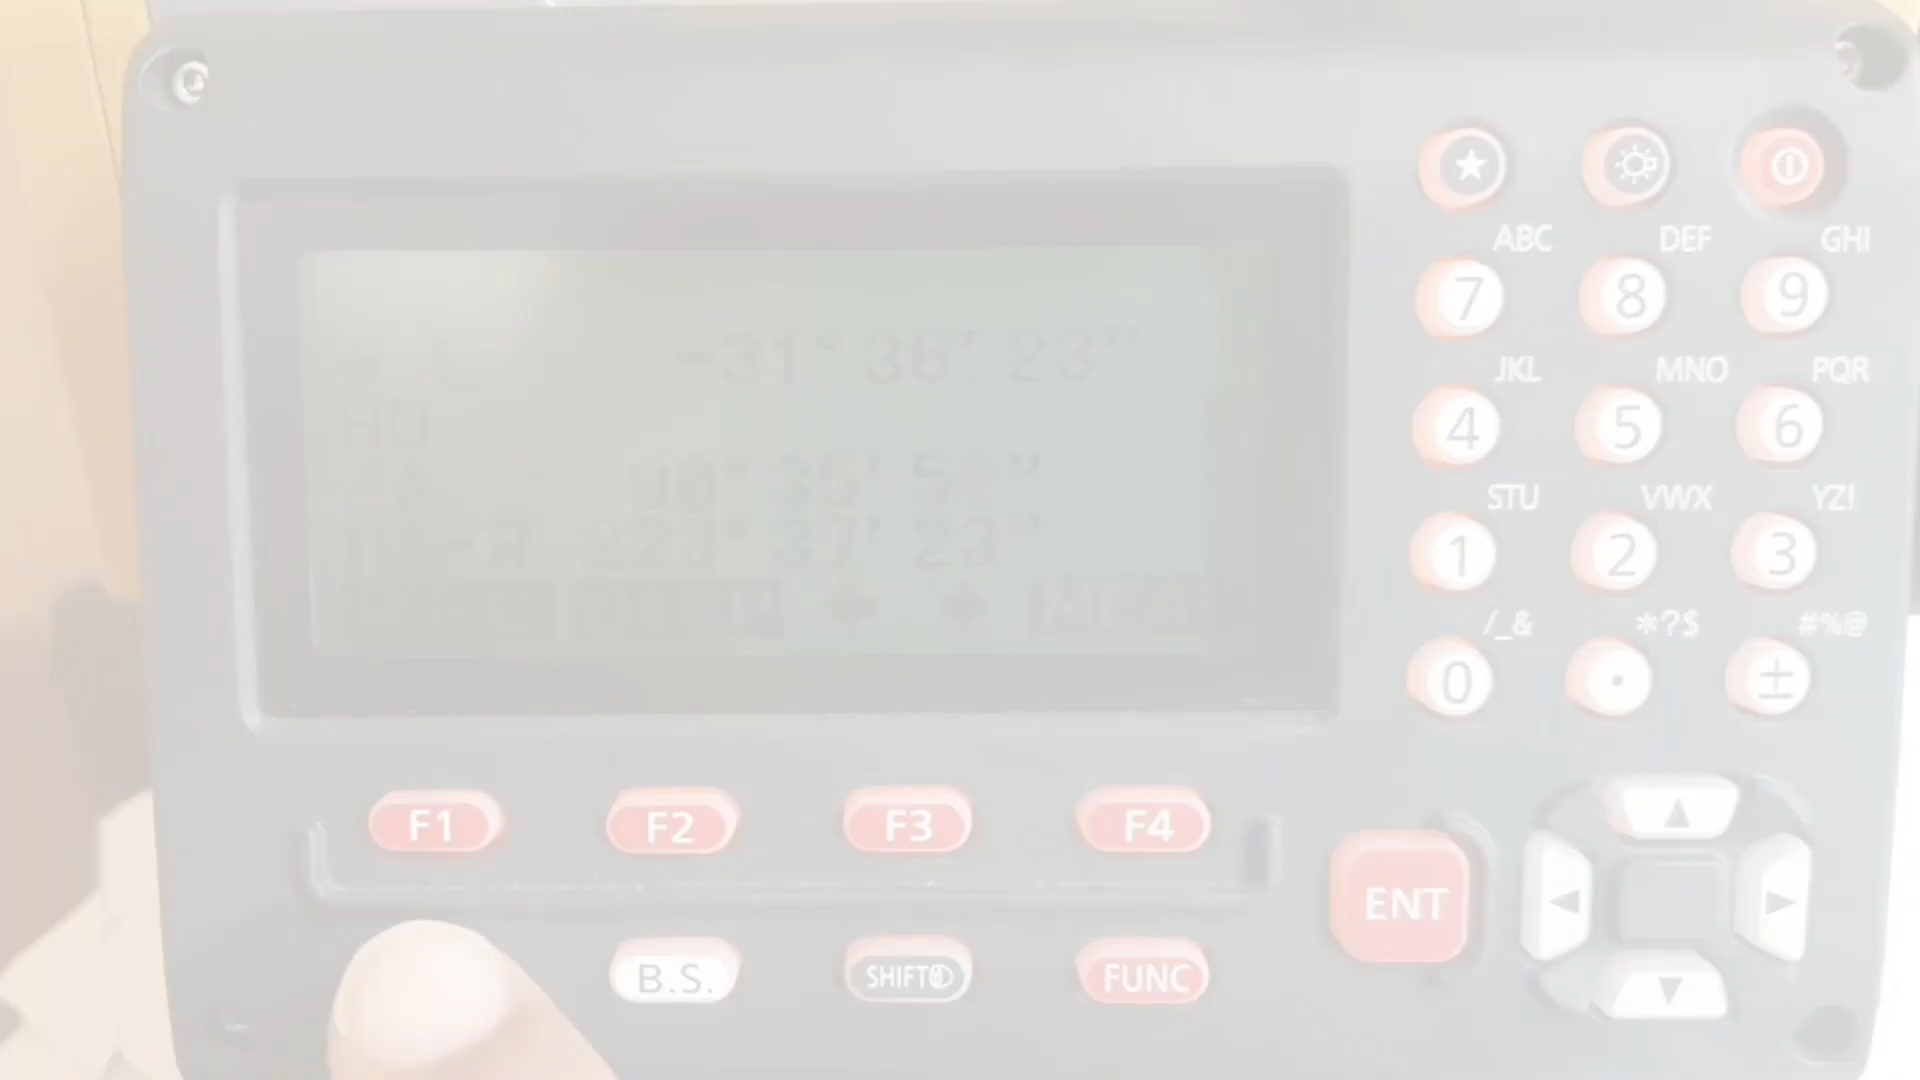 -31° 36' 23"
HD
90° 35'
HA-R 223° 37' 23"
ABC DEF GHI
7 8 9
JKL MNO PQR
4 5 6
STU VWX YZ!
1 2 3
/_& *?$ #%@
0 . ±
F1 F2 F3 F4
ENT
B.S. SHIFT FUNC